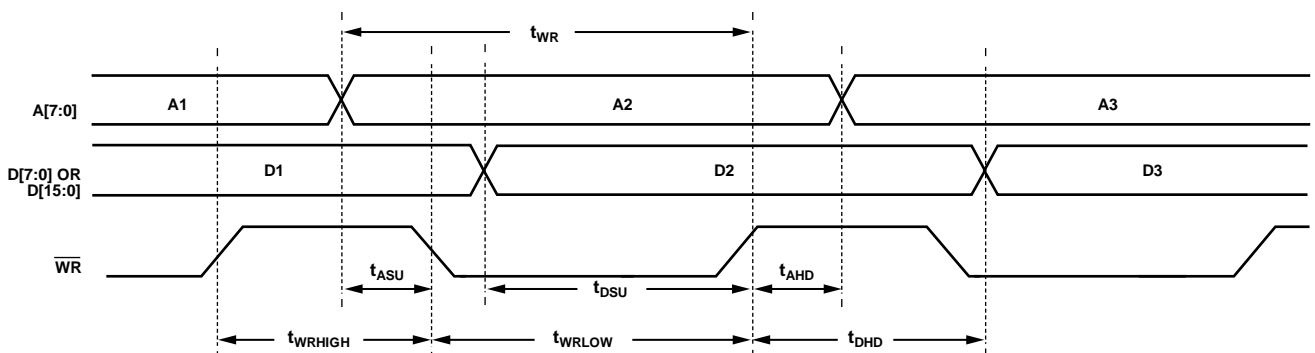 tWR
A[7:0] A1 A2 A3
D[7:0] OR
D[15:0]
D1 D2 D3
WR
tASU
tDSU
tAHD
tWRHIGH tWRLOW tDHD